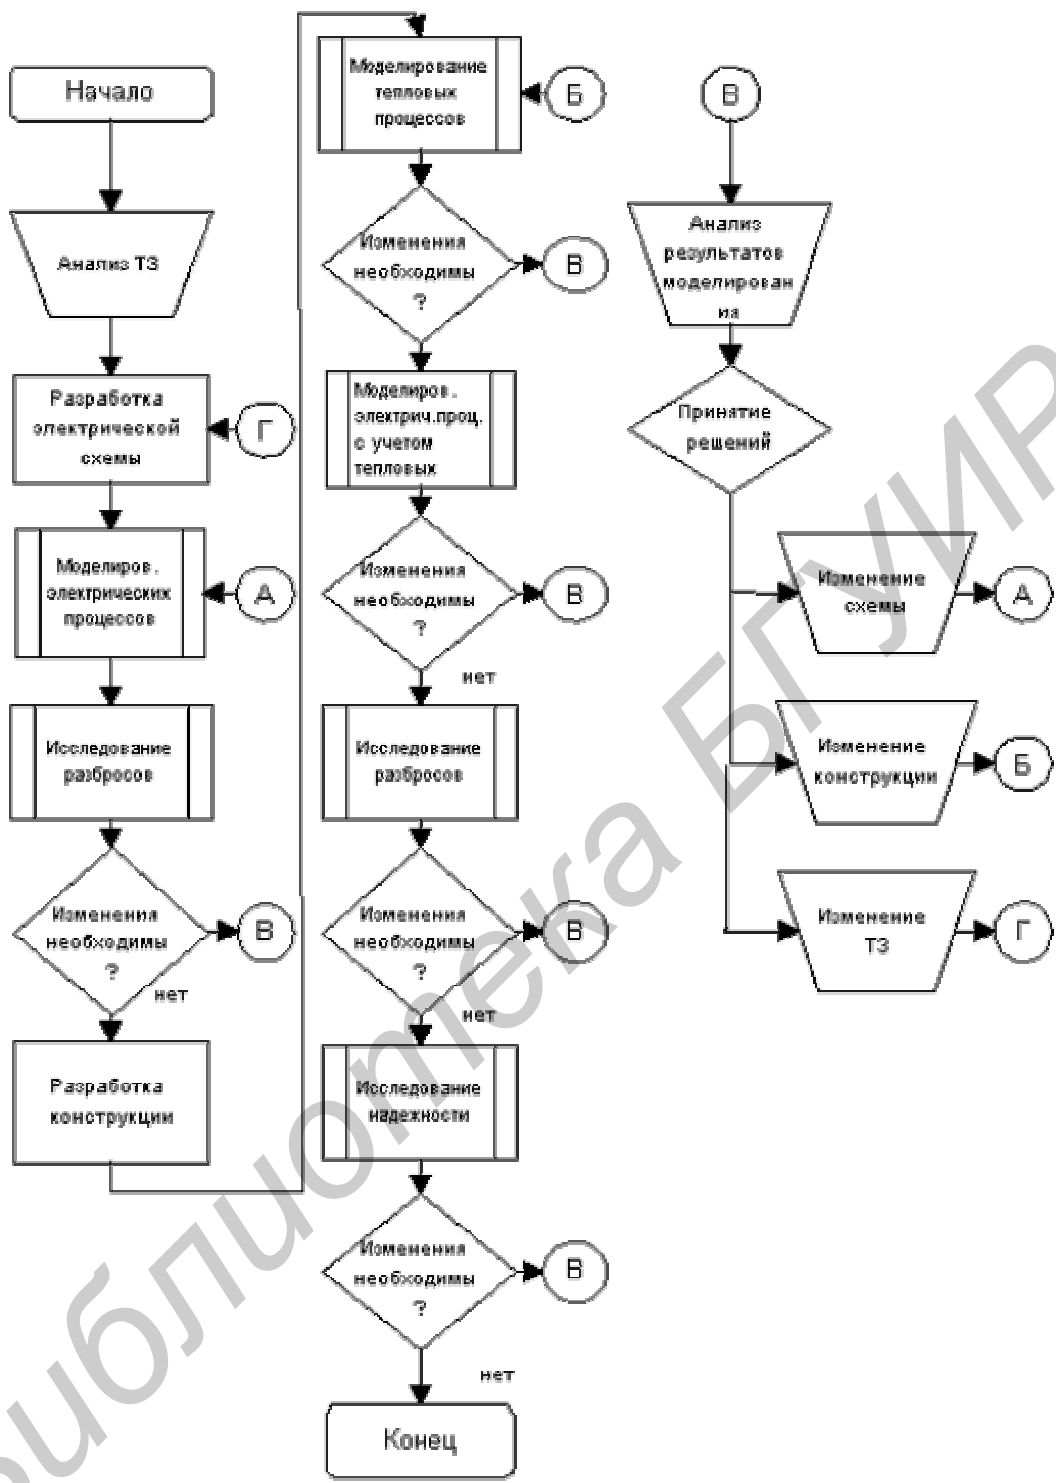 Начало
Анализ ТЗ
Разработка
электрической
схемы
Г
Моделиров.
электрических
процессов
А
Исследование
разбросов
Изменения
необходимы
?
В
нет
Разработка
конструкции
Моделирование
тепловых
процессов
Б
Изменения
необходимы
?
В
Моделиров.
электрич.проц.
с учетом
тепловых
Изменения
необходимы
?
В
нет
Исследование
разбросов
Изменения
необходимы
?
В
нет
Исследование
надежности
Изменения
необходимы
?
В
нет
Конец
В
Анализ
результатов
моделирован
ия
Принятие
решений
Изменение
схемы
А
Изменение
конструкции
Б
Изменение
ТЗ
Г
Библиотека БГУИР